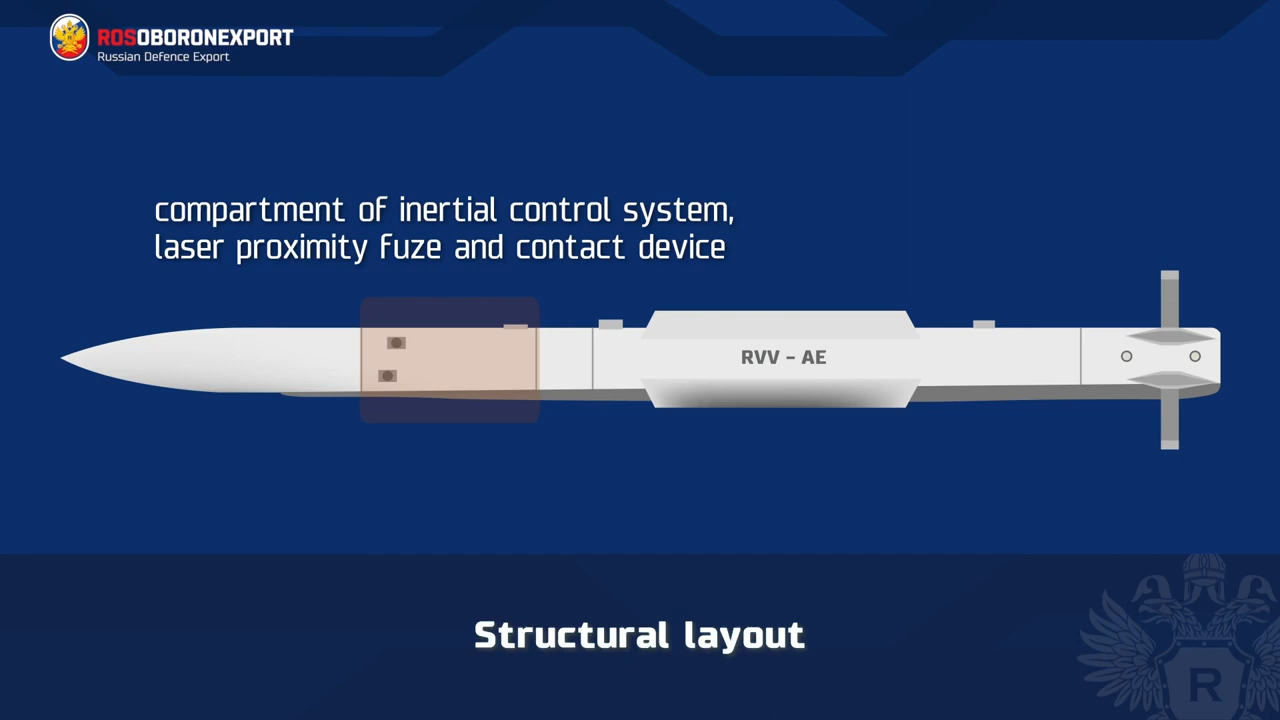 ROSOBORONEXPORT
Russian Defence Export
compartment of inertial control system,
laser proximity fuze and contact device
RVV - AE
Structural layout
R